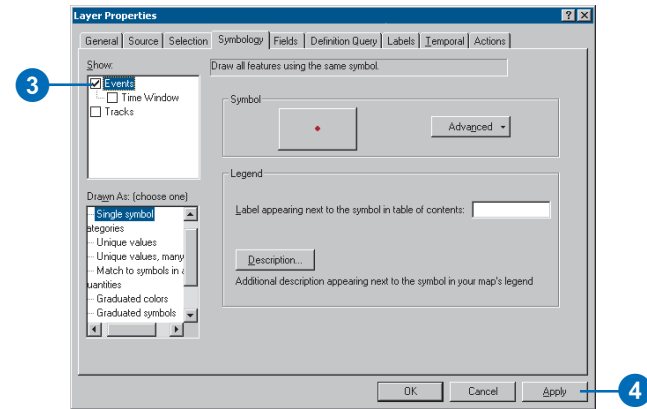 Layer Properties
? X
General Source Selection Symbology Fields Definition Query Labels Temporal Actions
Show:
Draw all features using the same symbol.
3
Events
Time Window
Tracks
Symbol
Advanced
Legend
Drawn As: (choose one)
Single symbol
ategories
Unique values
Unique values, many
Match to symbols in a
uantities
Graduated colors
Graduated symbols
Label appearing next to the symbol in table of contents:
Description...
Additional description appearing next to the symbol in your map's legend
OK Cancel Apply
4